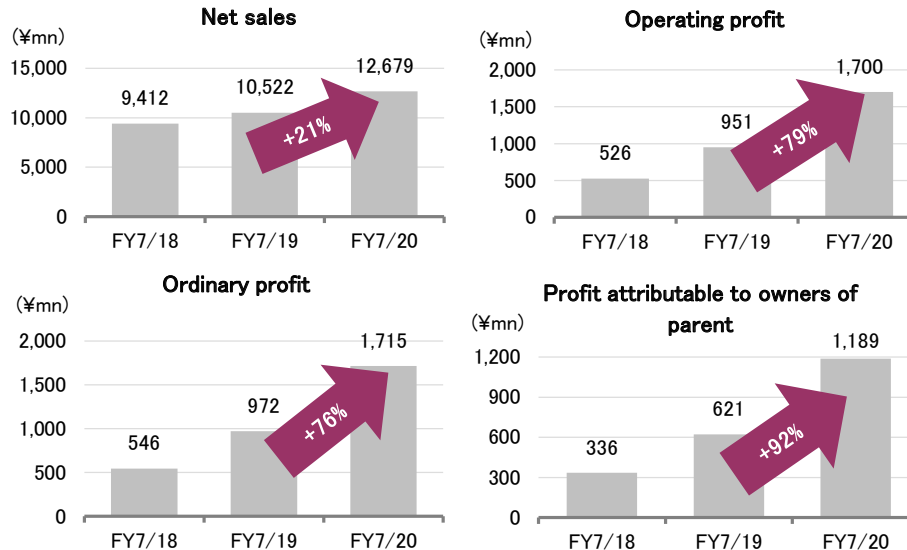 Net sales
(¥mn)
15,000
10,000
5,000
0
9,412
10,522
12,679
+21%
FY7/18
FY7/19
FY7/20
Operating profit
(¥mn)
2,000
1,500
1,000
500
0
526
951
1,700
+79%
FY7/18
FY7/19
FY7/20
Ordinary profit
(¥mn)
2,000
1,500
1,000
500
0
546
972
1,715
+76%
FY7/18
FY7/19
FY7/20
Profit attributable to owners of
parent
(¥mn)
1,200
900
600
300
0
336
621
1,189
+92%
FY7/18
FY7/19
FY7/20